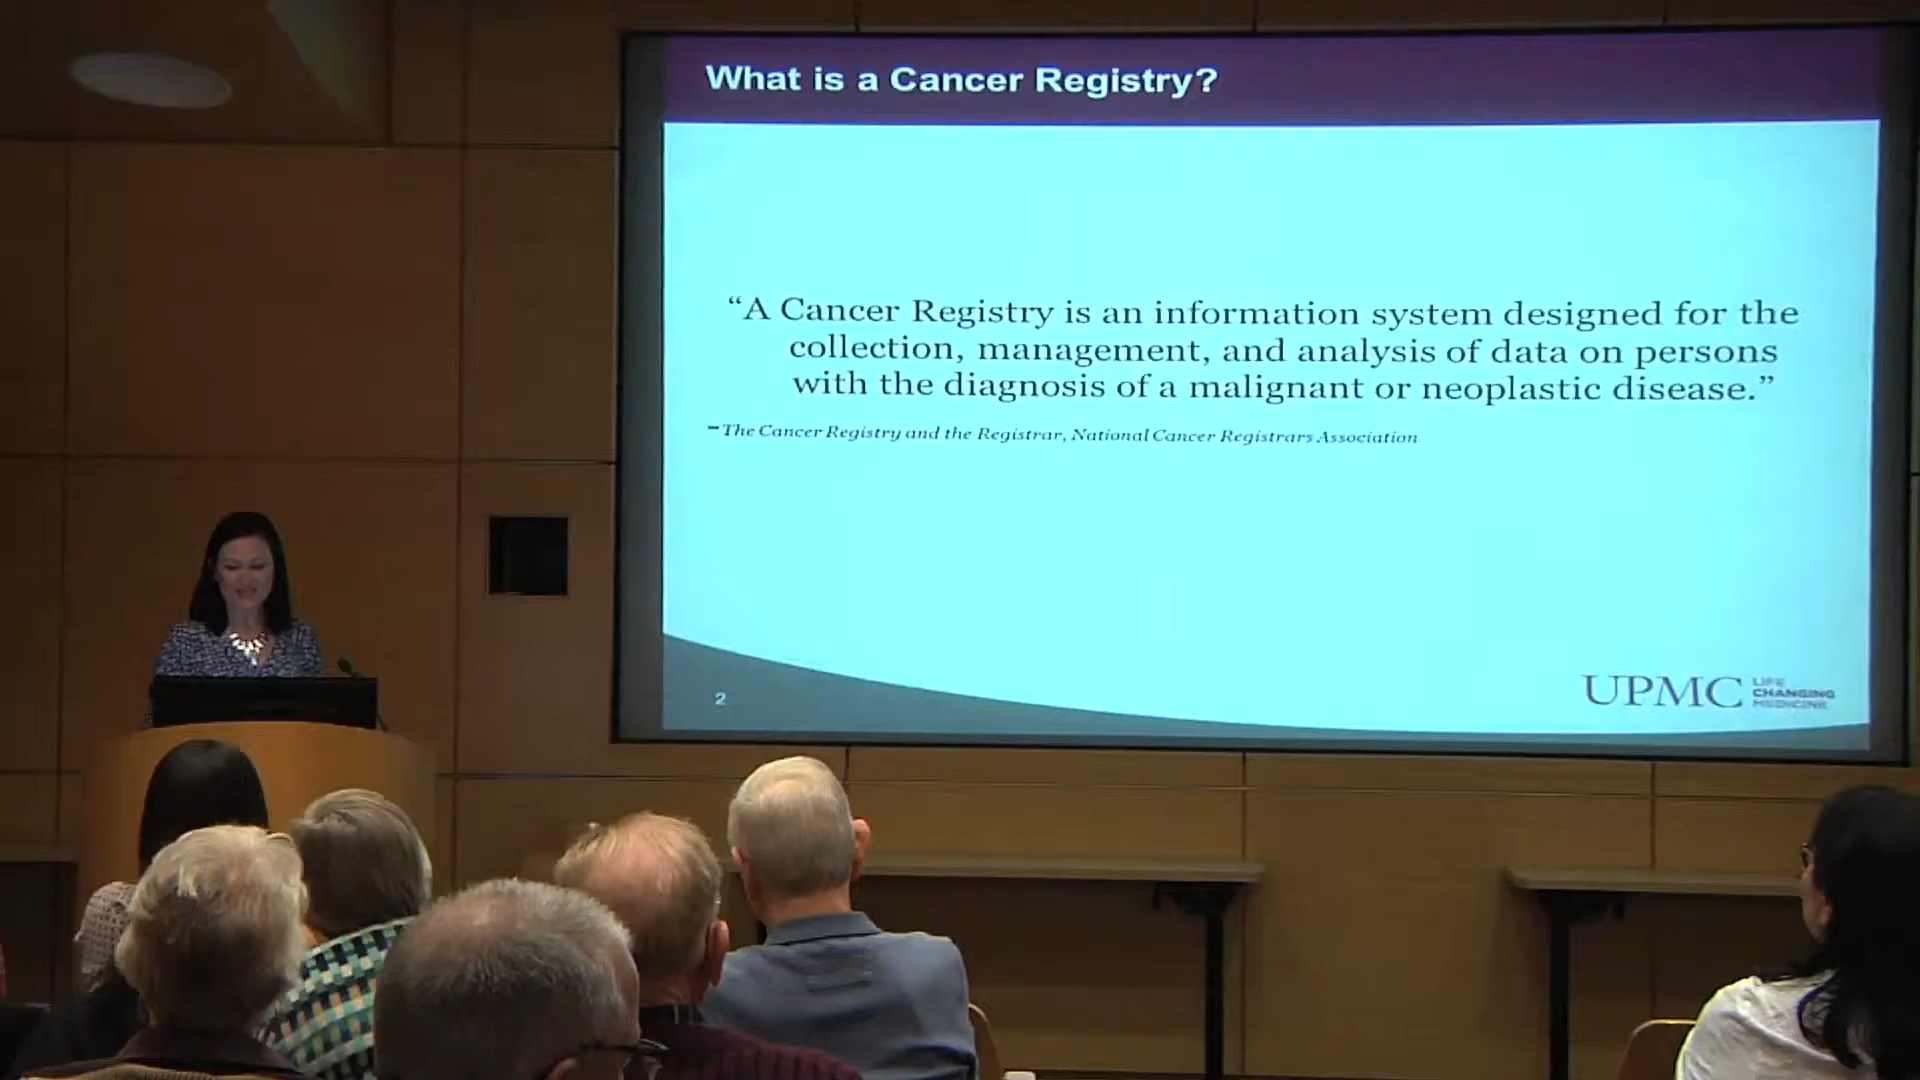 What is a Cancer Registry?
“A Cancer Registry is an information system designed for the
collection, management, and analysis of data on persons
with the diagnosis of a malignant or neoplastic disease.”
–The Cancer Registry and the Registrar, National Cancer Registrars Association
2
UPMC
LIFE
CHANGING
MEDICINE